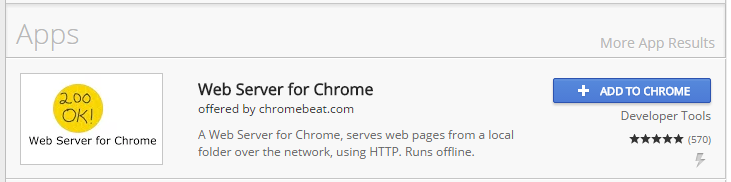 Apps
More App Results
200
OK!
Web Server for Chrome
Web Server for Chrome
offered by chromebeat.com
A Web Server for Chrome, serves web pages from a local
folder over the network, using HTTP. Runs offline.
+ ADD TO CHROME
Developer Tools
★★★★★ (570)